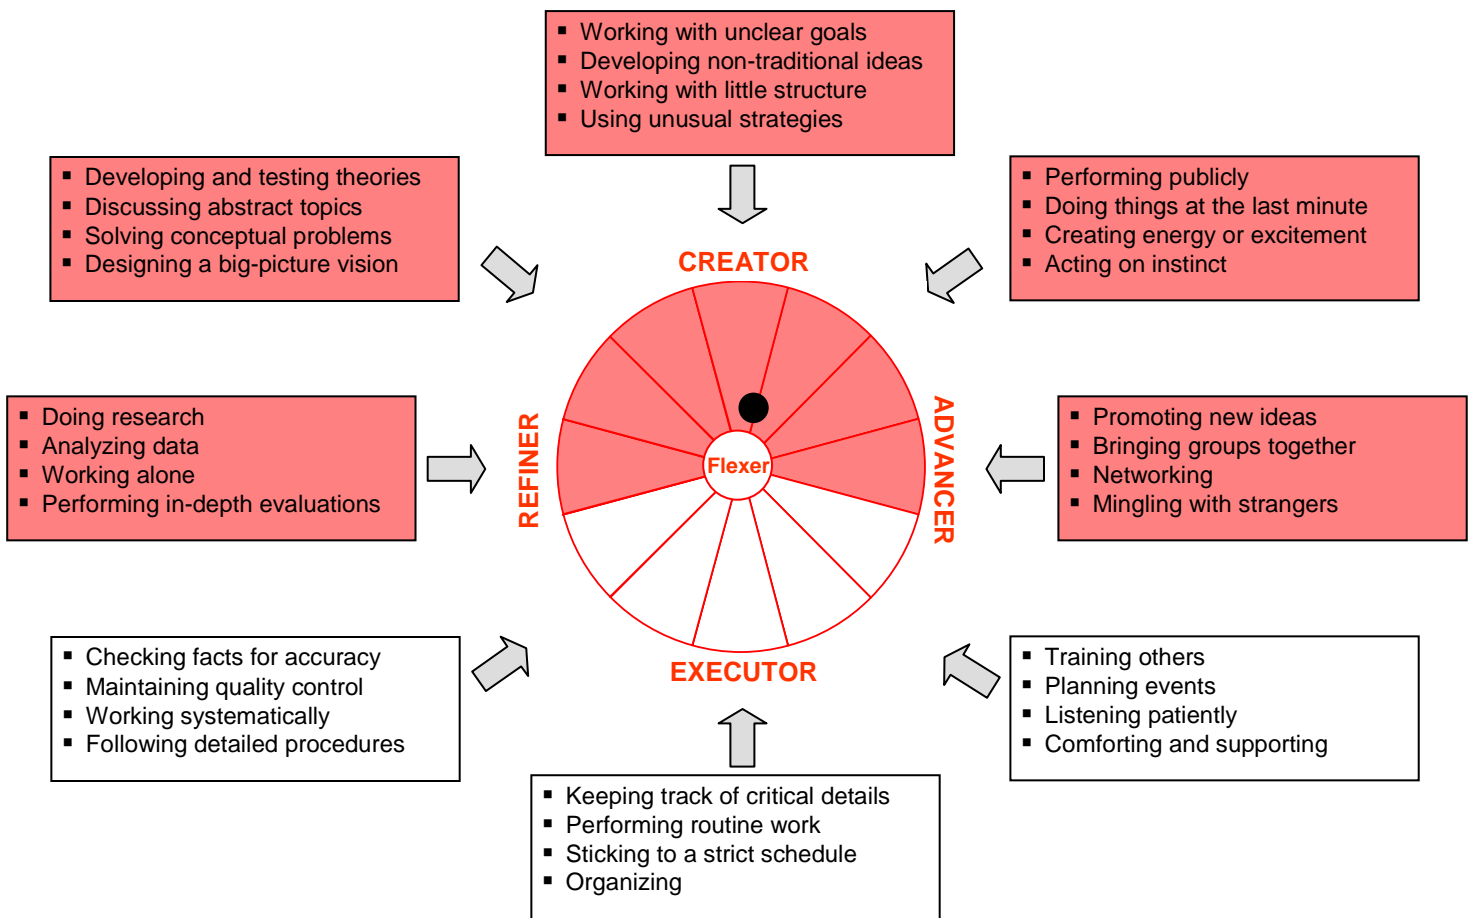 ▪ Working with unclear goals
▪ Developing non-traditional ideas
▪ Working with little structure
▪ Using unusual strategies
▪ Developing and testing theories
▪ Discussing abstract topics
▪ Solving conceptual problems
▪ Designing a big-picture vision
▪ Performing publicly
▪ Doing things at the last minute
▪ Creating energy or excitement
▪ Acting on instinct
CREATOR
▪ Doing research
▪ Analyzing data
▪ Working alone
▪ Performing in-depth evaluations
REFINER
Flexer
ADVANCER
▪ Promoting new ideas
▪ Bringing groups together
▪ Networking
▪ Mingling with strangers
▪ Checking facts for accuracy
▪ Maintaining quality control
▪ Working systematically
▪ Following detailed procedures
EXECUTOR
▪ Training others
▪ Planning events
▪ Listening patiently
▪ Comforting and supporting
▪ Keeping track of critical details
▪ Performing routine work
▪ Sticking to a strict schedule
▪ Organizing